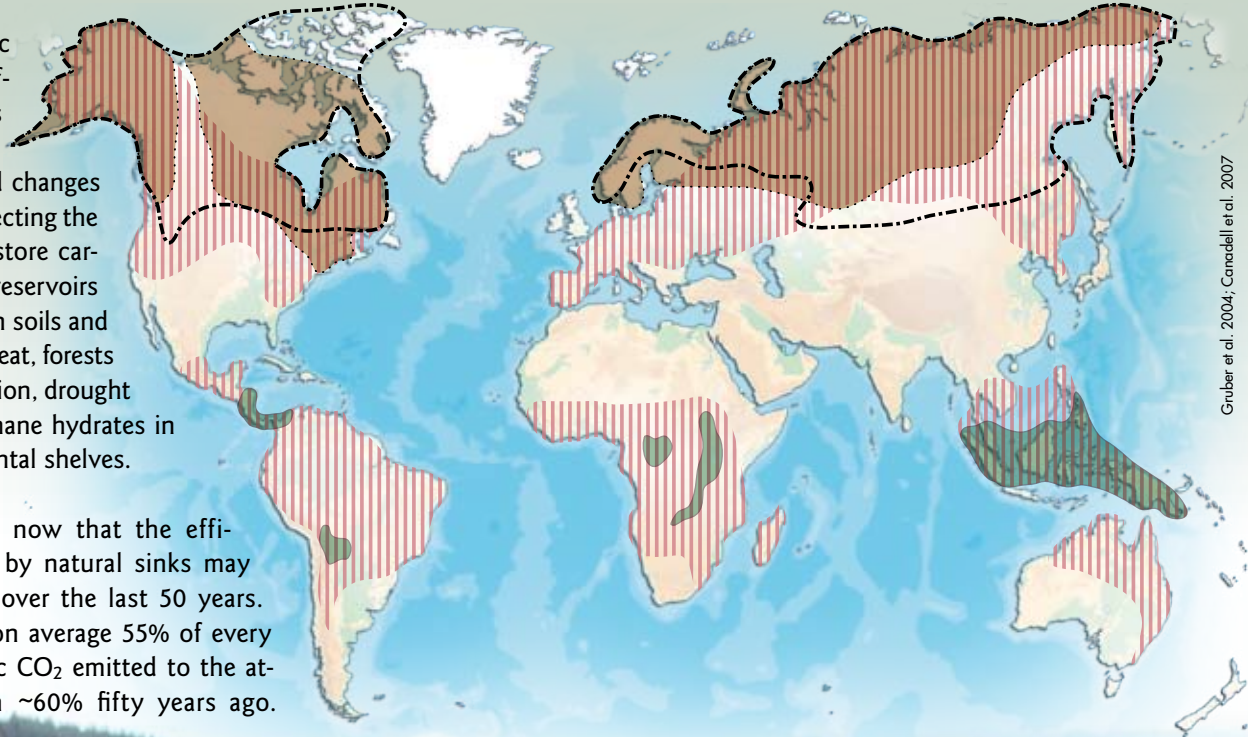 c
f-
s
l changes
ecting the
store car-
reservoirs
n soils and
eat, forests
ion, drought
hane hydrates in
ntal shelves.
now that the effi-
by natural sinks may
over the last 50 years.
on average 55% of every
c CO₂ emitted to the at-
~60% fifty years ago.
Gruber et al. 2004; Canadell et al. 2007